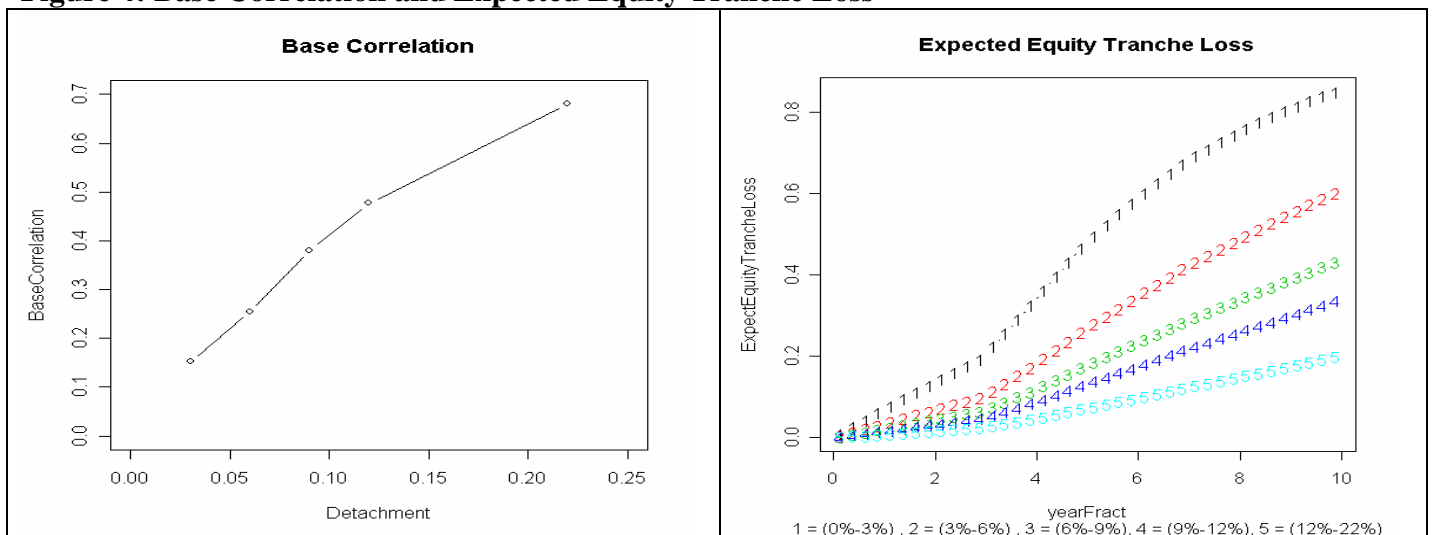 Figure 4. Base Correlation and Expected Equity Tranche Loss
Base Correlation
BaseCorrelation
0.7
0.6
0.5
0.4
0.3
0.2
0.1
0.0
0.00 0.05 0.10 0.15 0.20 0.25
Detachment
Expected Equity Tranche Loss
ExpectEquityTrancheLoss
0.8
0.6
0.4
0.2
0.0
0 2 4 6 8 10
yearFract
1 = (0%-3%) , 2 = (3%-6%) , 3 = (6%-9%), 4 = (9%-12%), 5 = (12%-22%)